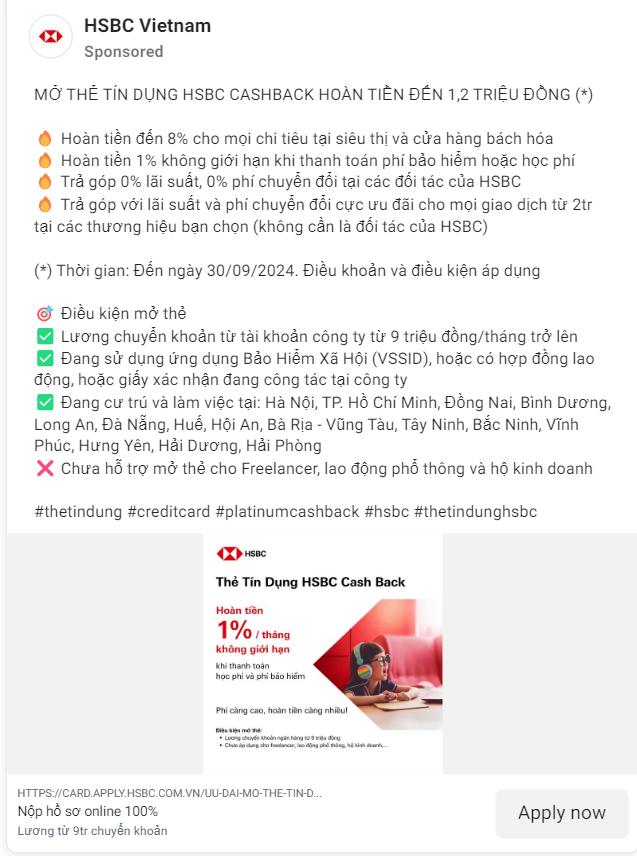 HSBC Vietnam
Sponsored
MỞ THẺ TÍN DỤNG HSBC CASHBACK HOÀN TIỀN ĐẾN 1,2 TRIỆU ĐỒNG (*)
🔥 Hoàn tiền đến 8% cho mọi chi tiêu tại siêu thị và cửa hàng bách hóa
🔥 Hoàn tiền 1% không giới hạn khi thanh toán phí bảo hiểm hoặc học phí
🔥 Trả góp 0% lãi suất, 0% phí chuyển đổi tại các đối tác của HSBC
🔥 Trả góp với lãi suất và phí chuyển đổi cực ưu đãi cho mọi giao dịch từ 2tr
tại các thương hiệu bạn chọn (không cần là đối tác của HSBC)
(*) Thời gian: Đến ngày 30/09/2024. Điều khoản và điều kiện áp dụng
🎯 Điều kiện mở thẻ
✅ Lương chuyển khoản từ tài khoản công ty từ 9 triệu đồng/tháng trở lên
✅ Đang sử dụng ứng dụng Bảo Hiểm Xã Hội (VSSID), hoặc có hợp đồng lao
động, hoặc giấy xác nhận đang công tác tại công ty
✅ Đang cư trú và làm việc tại: Hà Nội, TP. Hồ Chí Minh, Đồng Nai, Bình Dương,
Long An, Đà Nẵng, Huế, Hội An, Bà Rịa - Vũng Tàu, Tây Ninh, Bắc Ninh, Vĩnh
Phúc, Hưng Yên, Hải Dương, Hải Phòng
❌ Chưa hỗ trợ mở thẻ cho Freelancer, lao động phổ thông và hộ kinh doanh
#thetindung #creditcard #platinumcashback #hsbc #thetindunghsbc
HSBC
Thẻ Tín Dụng HSBC Cash Back
Hoàn tiền
1% / tháng
không giới hạn
khi thanh toán
học phí và phí bảo hiểm
Phí càng cao, hoàn tiền càng nhiều!
Điều kiện mở thẻ:
• Lương chuyển khoản ngân hàng từ 9 triệu đồng
• Chưa áp dụng cho freelancer, lao động phổ thông, hộ kinh doanh,...
HTTPS://CARD.APPLY.HSBC.COM.VN/UU-DAI-MO-THE-TIN-D...
Nộp hồ sơ online 100%
Lương từ 9tr chuyển khoản
Apply now